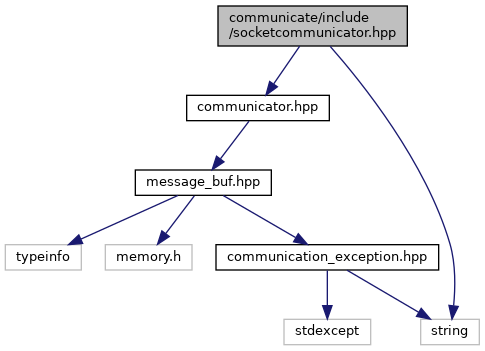 communicate/include
/socketcommunicator.hpp
communicator.hpp
message_buf.hpp
typeinfo
memory.h
communication_exception.hpp
stdexcept
string